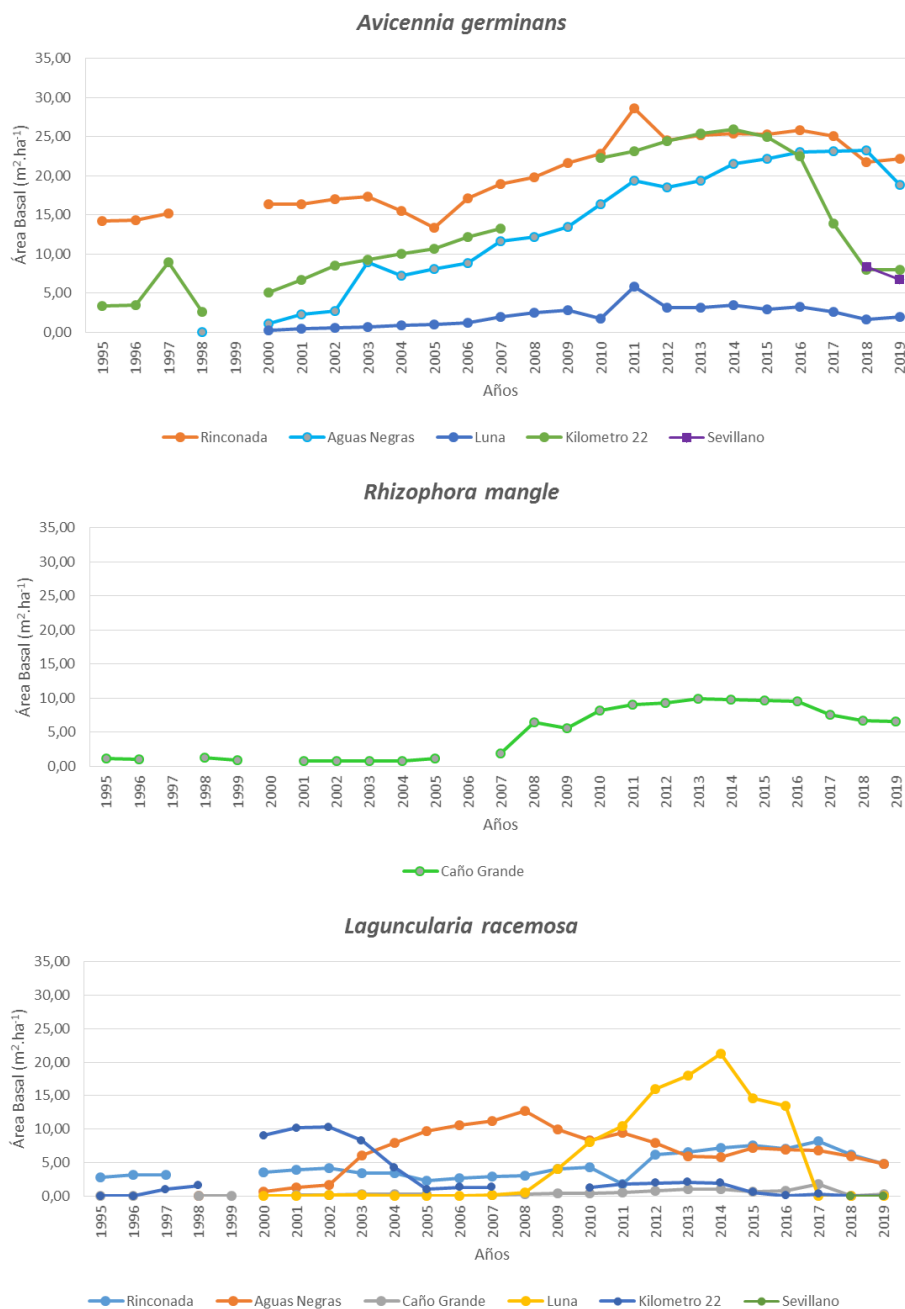 Avicennia germinans
35,00
30,00
25,00
20,00
15,00
10,00
5,00
0,00
Área Basal (m².ha⁻¹)
1995 1996 1997 1998 1999 2000 2001 2002 2003 2004 2005 2006 2007 2008 2009 2010 2011 2012 2013 2014 2015 2016 2017 2018 2019
Años
Rinconada Aguas Negras Luna Kilometro 22 Sevillano
Rhizophora mangle
35,00
30,00
25,00
20,00
15,00
10,00
5,00
0,00
Área Basal (m².ha⁻¹)
1995 1996 1997 1998 1999 2000 2001 2002 2003 2004 2005 2006 2007 2008 2009 2010 2011 2012 2013 2014 2015 2016 2017 2018 2019
Años
Caño Grande
Laguncularia racemosa
35,00
30,00
25,00
20,00
15,00
10,00
5,00
0,00
Área Basal (m².ha⁻¹)
1995 1996 1997 1998 1999 2000 2001 2002 2003 2004 2005 2006 2007 2008 2009 2010 2011 2012 2013 2014 2015 2016 2017 2018 2019
Años
Rinconada Aguas Negras Caño Grande Luna Kilometro 22 Sevillano